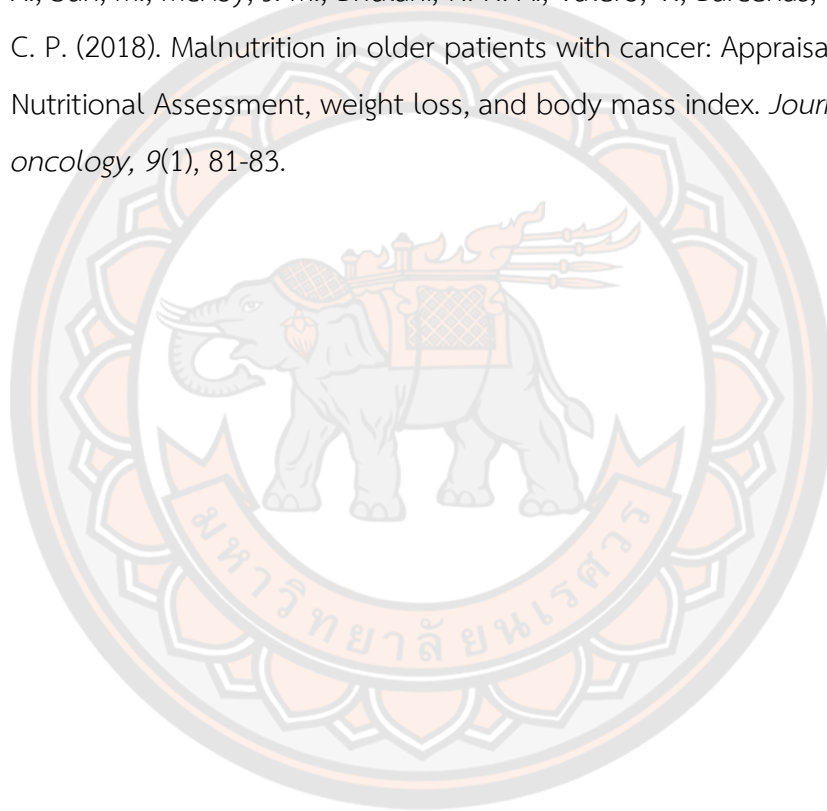 C. P. (2018). Malnutrition in older patients with cancer: Appraisa
Nutritional Assessment, weight loss, and body mass index. Jour
oncology, 9(1), 81-83.
มหาวิทยาลัยนเรศวร